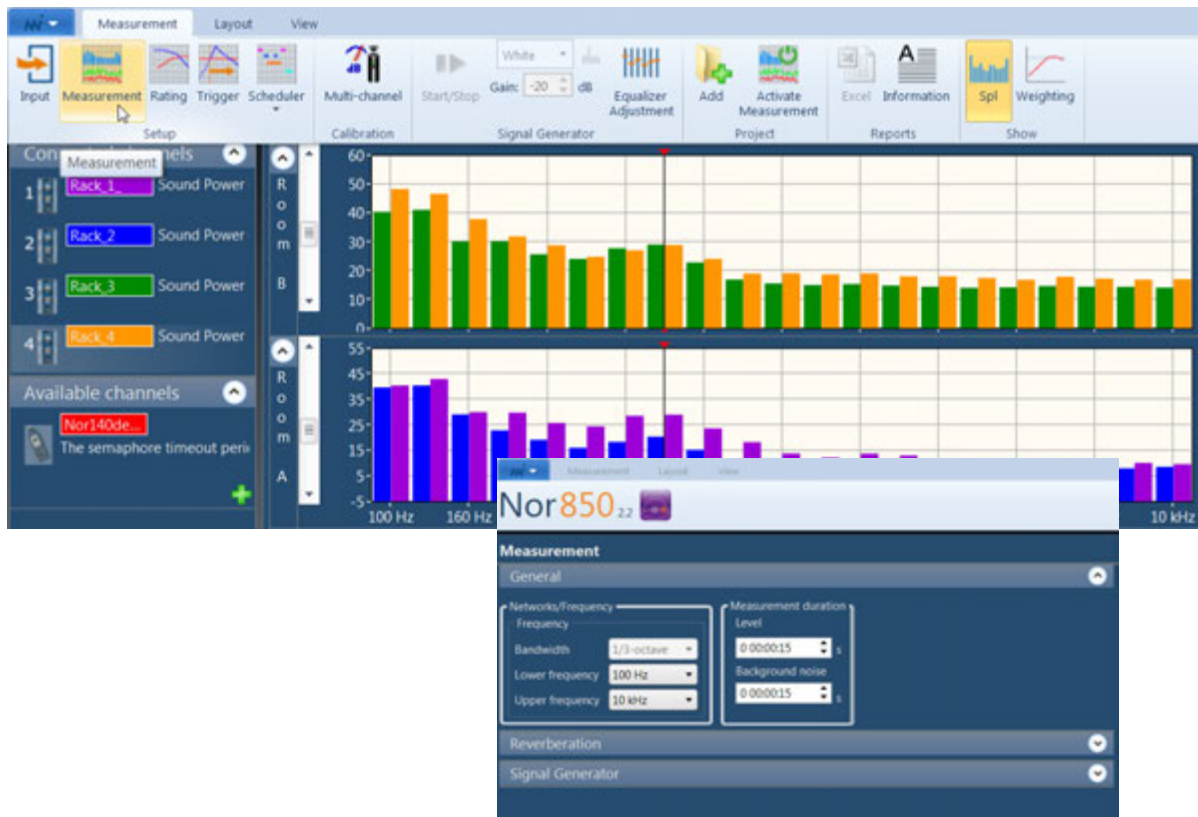 Measurement Layout View
Input Measurement Rating Trigger Scheduler Multi-channel Start/Stop White Gain: -20 dB Equalizer Adjustment Add Activate Measurement Excel Information Spl Weighting
Setup Calibration Signal Generator Project Reports Show
Measurement
1 Rack_1_ Sound Power
2 Rack_2 Sound Power
3 Rack_3 Sound Power
4 Rack_4 Sound Power
Available channels
Nor140de...
The semaphore timeout peri
Room B
60
50
40
30
20
10
0
Room A
55
45
35
25
15
5
-5
100 Hz 160 Hz 10 kHz
Measurement Layout View
Nor850 2.2
Measurement
General
Networks/Frequency
Frequency
Bandwidth 1/3-octave
Lower frequency 100 Hz
Upper frequency 10 kHz
Measurement duration
Level
0 00:00:15 s
Background noise
0 00:00:15 s
Reverberation
Signal Generator